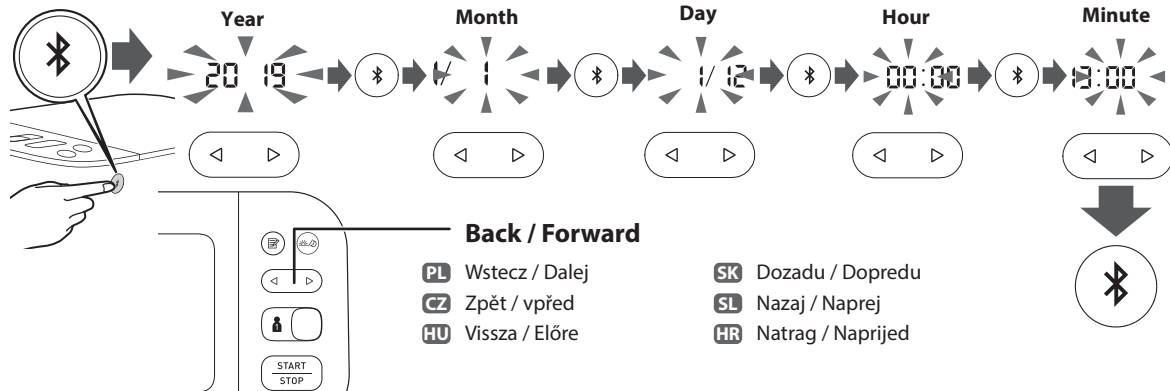 Year Month Day Hour Minute
20 19 1/ 1 1/ 12 00:00 13:00
Back / Forward
PL Wstecz / Dalej
CZ Zpět / vpřed
HU Vissza / Előre
SK Dozadu / Dopredu
SL Nazaj / Naprej
HR Natrag / Naprijed
START
STOP